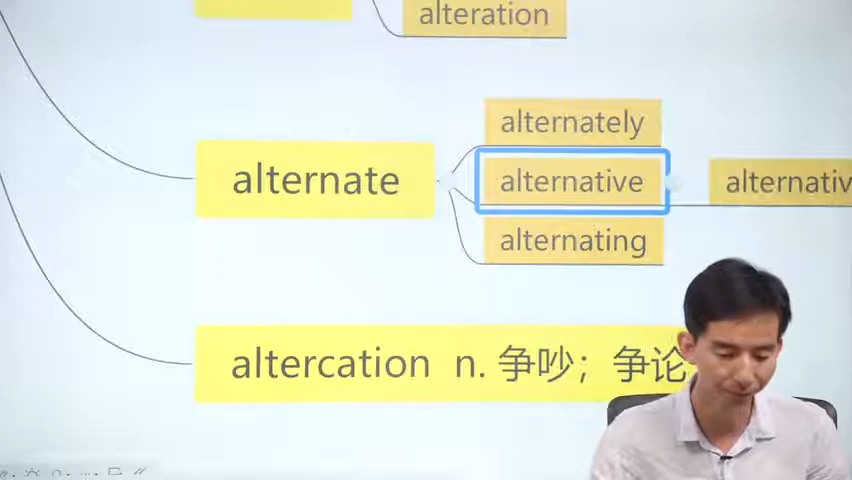 alteration
alternately
alternate
alternative
alternating
altercation n. 争吵；争论